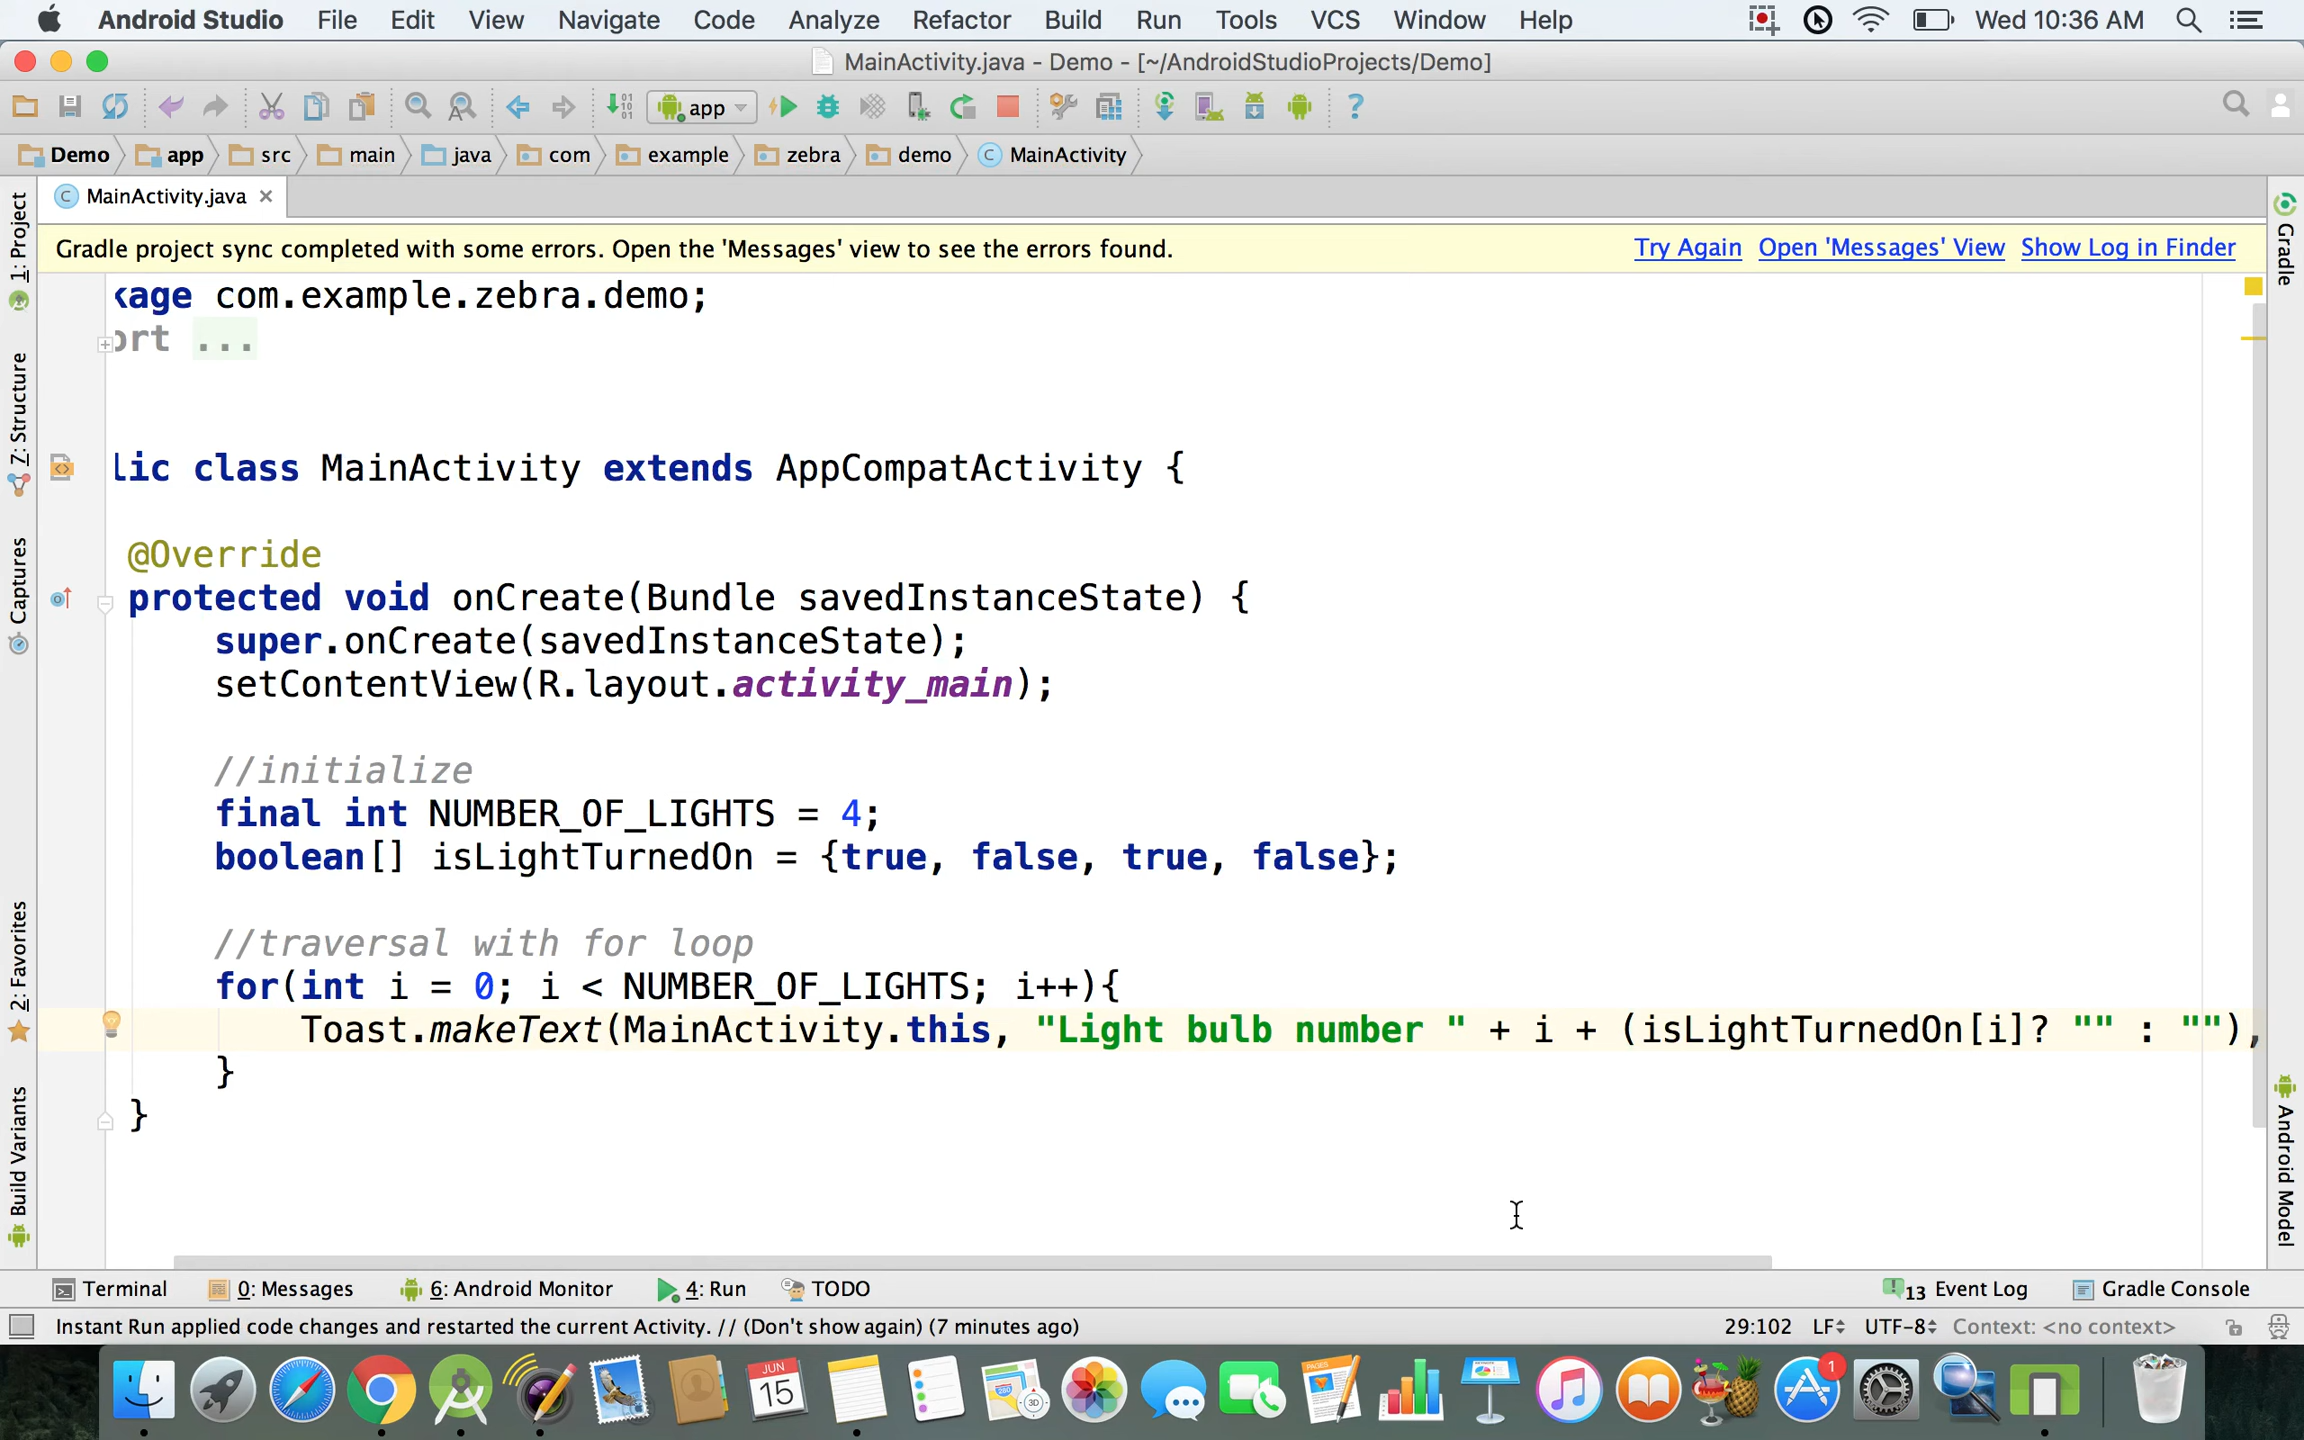 Android Studio File Edit View Navigate Code Analyze Refactor Build Run Tools VCS Window Help Wed 10:36 AM
MainActivity.java - Demo - [~/AndroidStudioProjects/Demo]
app
Demo app src main java com example zebra demo MainActivity
MainActivity.java
Gradle project sync completed with some errors. Open the 'Messages' view to see the errors found. Try Again Open 'Messages' View Show Log in Finder
1: Project
Z: Structure
Captures
2: Favorites
Build Variants
kage com.example.zebra.demo;
ort ...
lic class MainActivity extends AppCompatActivity {
@Override
protected void onCreate(Bundle savedInstanceState) {
super.onCreate(savedInstanceState);
setContentView(R.layout.activity_main);
//initialize
final int NUMBER_OF_LIGHTS = 4;
boolean[] isLightTurnedOn = {true, false, true, false};
//traversal with for loop
for(int i = 0; i < NUMBER_OF_LIGHTS; i++){
Toast.makeText(MainActivity.this, "Light bulb number " + i + (isLightTurnedOn[i]? "" : ""),
}
}
Gradle
Android Model
Terminal 0: Messages 6: Android Monitor 4: Run TODO 13 Event Log Gradle Console
Instant Run applied code changes and restarted the current Activity. // (Don't show again) (7 minutes ago) 29:102 LF UTF-8 Context: <no context>
JUN
15
PAGES
280
3D
1